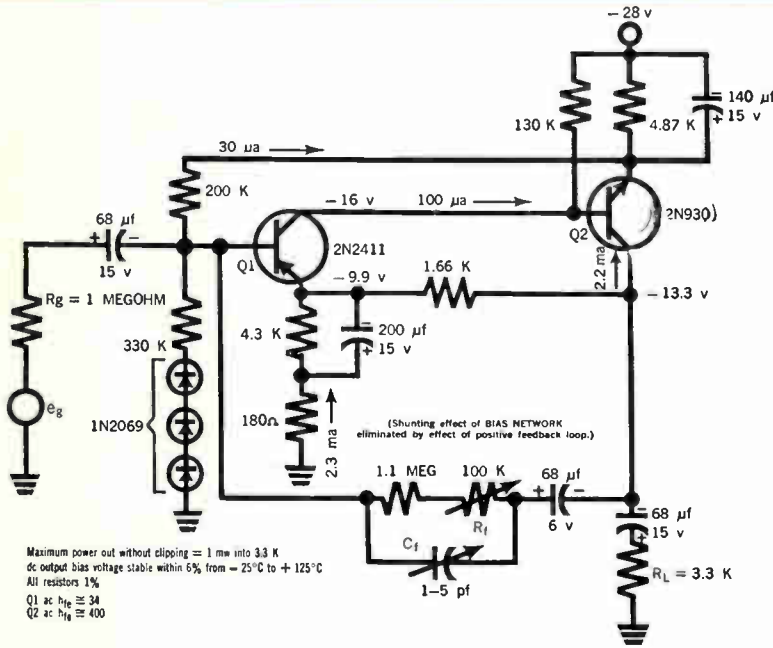 − 28 v
130 K
4.87 K
− 140 µf
+ 15 v
30 µa
200 K
− 16 v
100 µa
Q2
2N930)
68 µf
+ −
15 v
Q1
2N2411
− 9.9 v
1.66 K
2.2 ma
− 13.3 v
Rg = 1 MEGOHM
330 K
4.3 K
− 200 µf
+ 15 v
eg
1N2069
180Ω
2.3 ma
(Shunting effect of BIAS NETWORK
eliminated by effect of positive feedback loop.)
1.1 MEG
100 K
68 µf
+ −
6 v
Rf
Cf
1–5 pf
− 68 µf
+ 15 v
RL = 3.3 K
Maximum power out without clipping = 1 mw into 3.3 K
dc output bias voltage stable within 6% from − 25°C to + 125°C
All resistors 1%
Q1 ac hfe ≅ 34
Q2 ac hfe ≅ 400